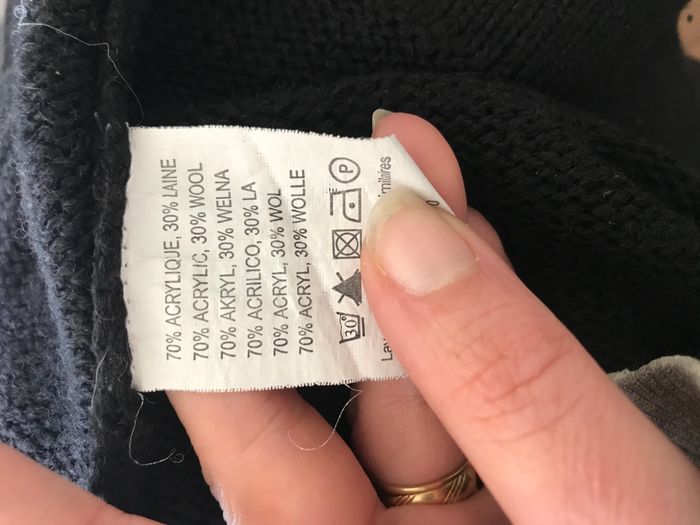 70% ACRYLIQUE, 30% LAINE
70% ACRYLIC, 30% WOOL
70% AKRYL, 30% WELNA
70% ACRILICO, 30% LA
70% ACRYL, 30% WOL
70% ACRYL, 30% WOLLE
30° P